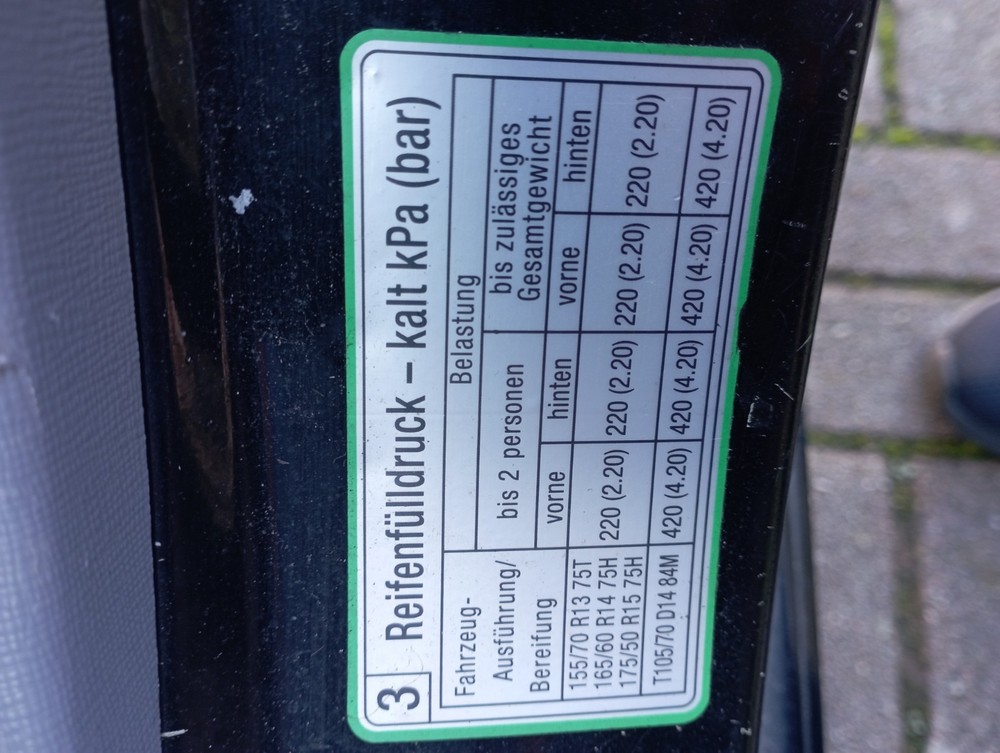 3 Reifenfülldruck – kalt kPa (bar)
Fahrzeug-
Ausführung/
Bereifung
Belastung
bis 2 personen
bis zulässiges
Gesamtgewicht
vorne hinten vorne hinten
155/70 R13 75T
165/60 R14 75H
175/50 R15 75H
220 (2.20) 220 (2.20) 220 (2.20) 220 (2.20)
T105/70 D14 84M 420 (4.20) 420 (4.20) 420 (4.20) 420 (4.20)